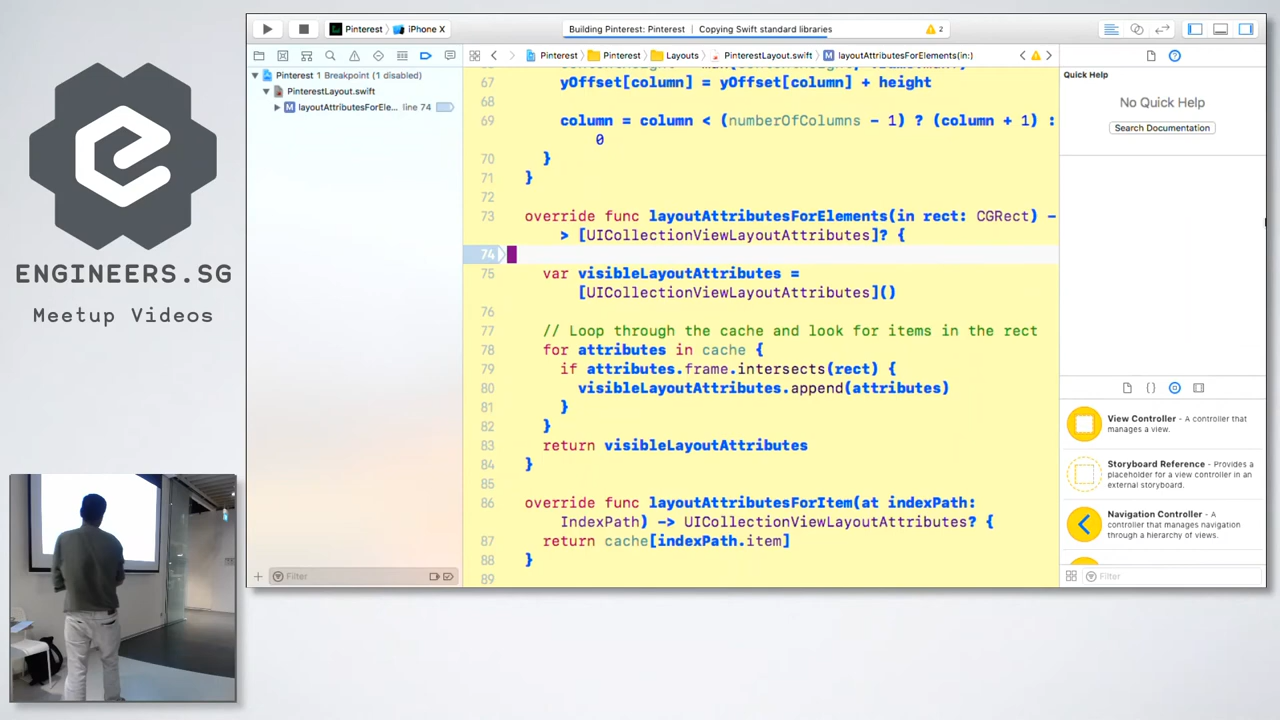 ENGINEERS.SG
Meetup Videos
Pinterest
iPhone X
Building Pinterest: Pinterest | Copying Swift standard libraries
2
Pinterest
Pinterest
Layouts
PinterestLayout.swift
layoutAttributesForElements(in:)
Pinterest 1 Breakpoint (1 disabled)
PinterestLayout.swift
M layoutAttributesForEle... line 74
Filter
67 yOffset[column] = yOffset[column] + height
68
69 column = column < (numberOfColumns - 1) ? (column + 1) :
0
70 }
71 }
72
73 override func layoutAttributesForElements(in rect: CGRect) -
> [UICollectionViewLayoutAttributes]? {
74
75 var visibleLayoutAttributes =
[UICollectionViewLayoutAttributes]()
76
77 // Loop through the cache and look for items in the rect
78 for attributes in cache {
79 if attributes.frame.intersects(rect) {
80 visibleLayoutAttributes.append(attributes)
81 }
82 }
83 return visibleLayoutAttributes
84 }
85
86 override func layoutAttributesForItem(at indexPath:
IndexPath) -> UICollectionViewLayoutAttributes? {
87 return cache[indexPath.item]
88 }
89
Quick Help
No Quick Help
Search Documentation
View Controller - A controller that
manages a view.
Storyboard Reference - Provides a
placeholder for a view controller in an
external storyboard.
Navigation Controller - A
controller that manages navigation
through a hierarchy of views.
Filter